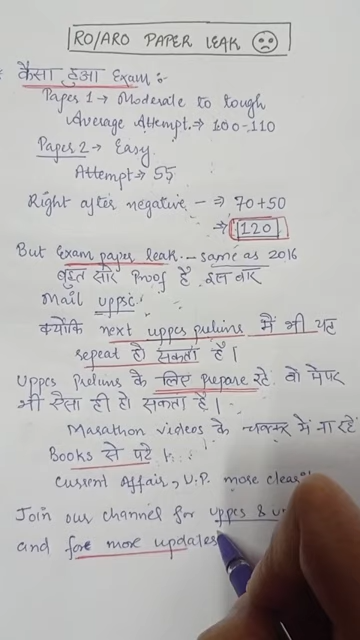 RO/ARO PAPER LEAK
कैसा हुआ Exam :-
Paper 1 → Moderate to tough
Average Attempt. → 100-110
Paper 2 → Easy
Attempt → 55
Right after negative - ⇒ 70+50
⇒ 120
But Exam paper leak - same as 2016
बहुत सारे Proof हैं इस बार
Mail uppsc.
क्योंकि next uppcs prelims में भी यह
repeat हो सकता है।
Uppcs Prelims के लिए prepare रहें वो पेपर
भी ऐसा ही हो सकता है।
Marathon videos के चक्कर में ना रहें
Books से पढ़ें।...
Current Affair, U.P. more clear
Join our channel for uppcs &
and for more updates